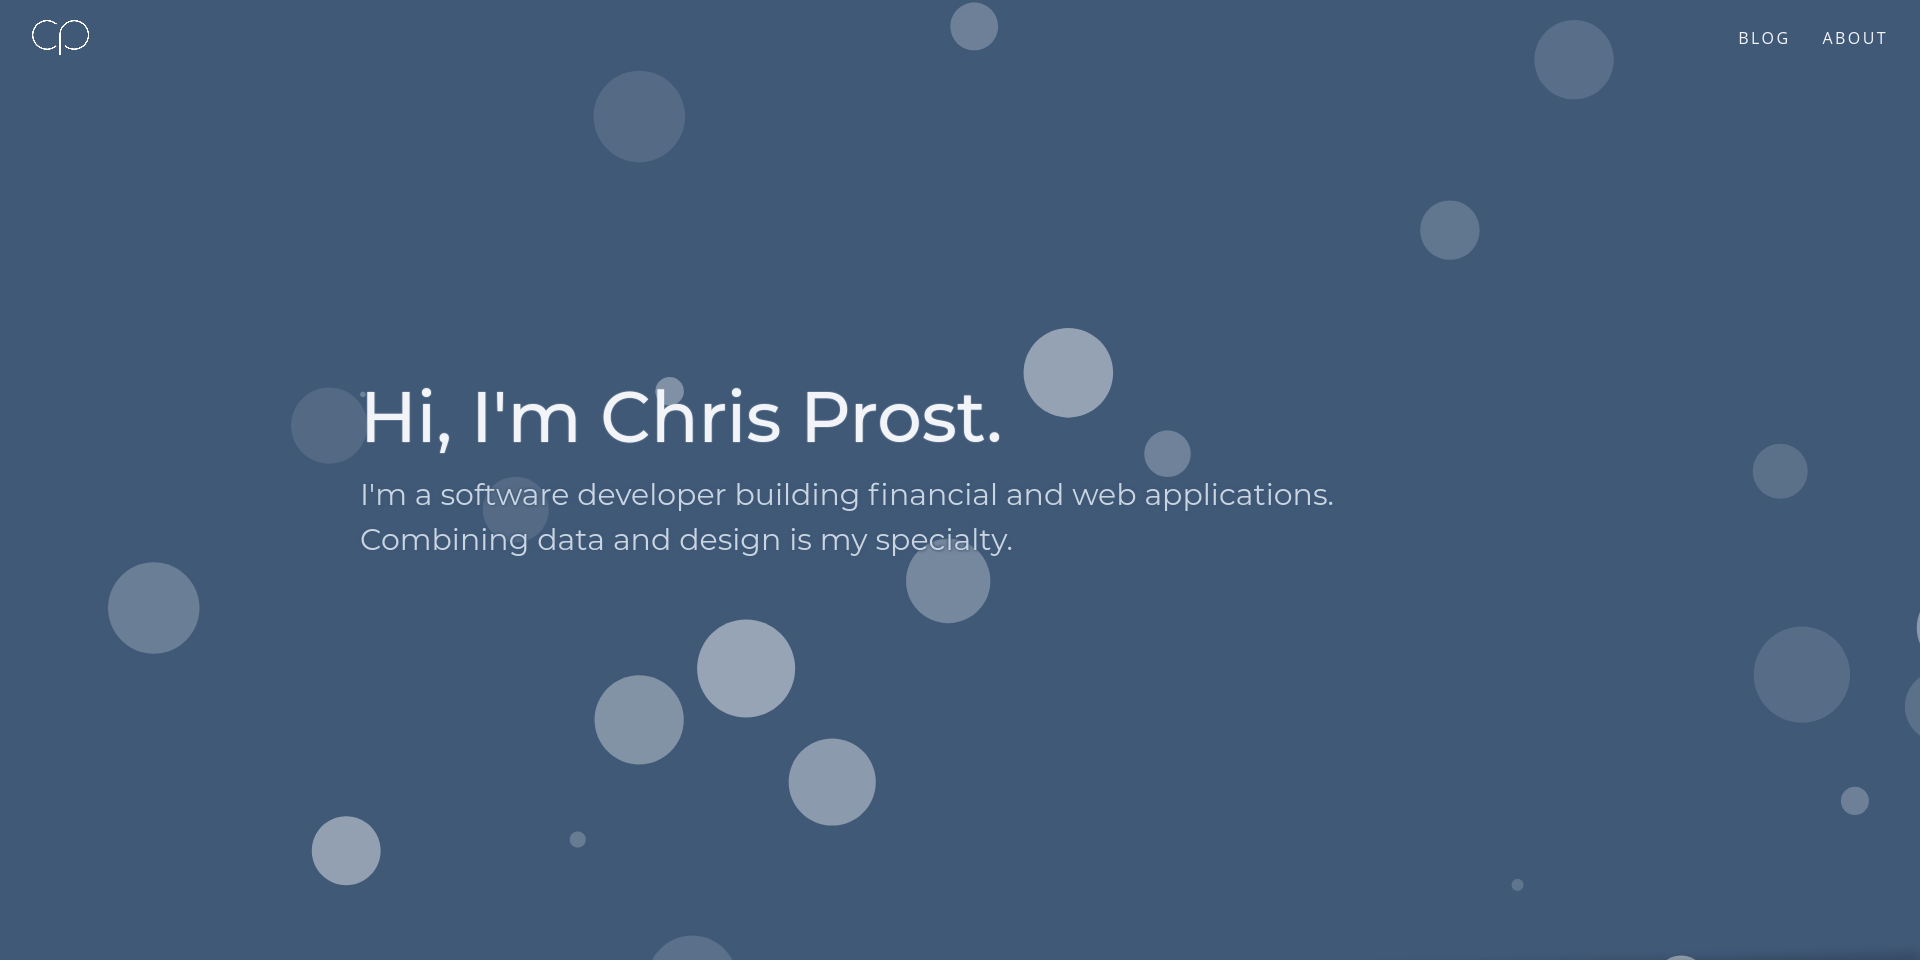 cp
BLOG ABOUT
Hi, I'm Chris Prost.
I'm a software developer building financial and web applications.
Combining data and design is my specialty.